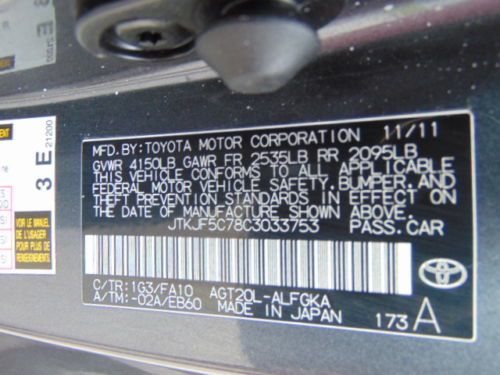 MFD. BY: TOYOTA MOTOR CORPORATION 11/11
GVWR 4150LB GAWR FR 2535LB RR 2095LB
THIS VEHICLE CONFORMS TO ALL APPLICABLE
FEDERAL MOTOR VEHICLE SAFETY, BUMPER, AND
THEFT PREVENTION STANDARDS IN EFFECT ON
THE DATE OF MANUFACTURE SHOWN ABOVE.
JTKJF5C78C3033753 PASS.CAR
C/TR: 1G3/FA10 AGT20L-ALFGKA
A/TM: -02A/EB60 MADE IN JAPAN
173 A
TOYOTA
3 E 21200
VOIR LE MANUEL
DE L'USAGER
POUR PLUS DE